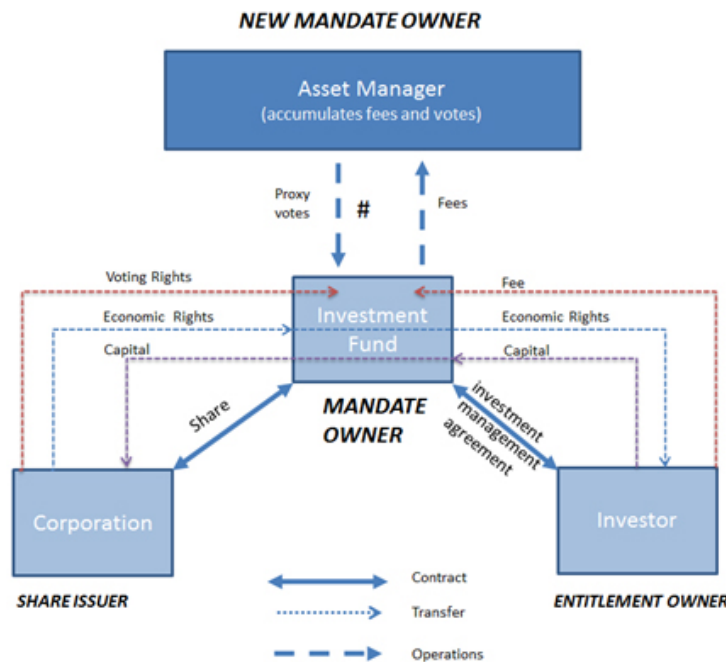 NEW MANDATE OWNER
Asset Manager
(accumulates fees and votes)
Proxy
votes
#
Fees
Voting Rights
Fee
Investment
Fund
Economic Rights
Economic Rights
Capital
Capital
Share
MANDATE
OWNER
investment
management
agreement
Corporation
Investor
SHARE ISSUER
ENTITLEMENT OWNER
Contract
Transfer
Operations